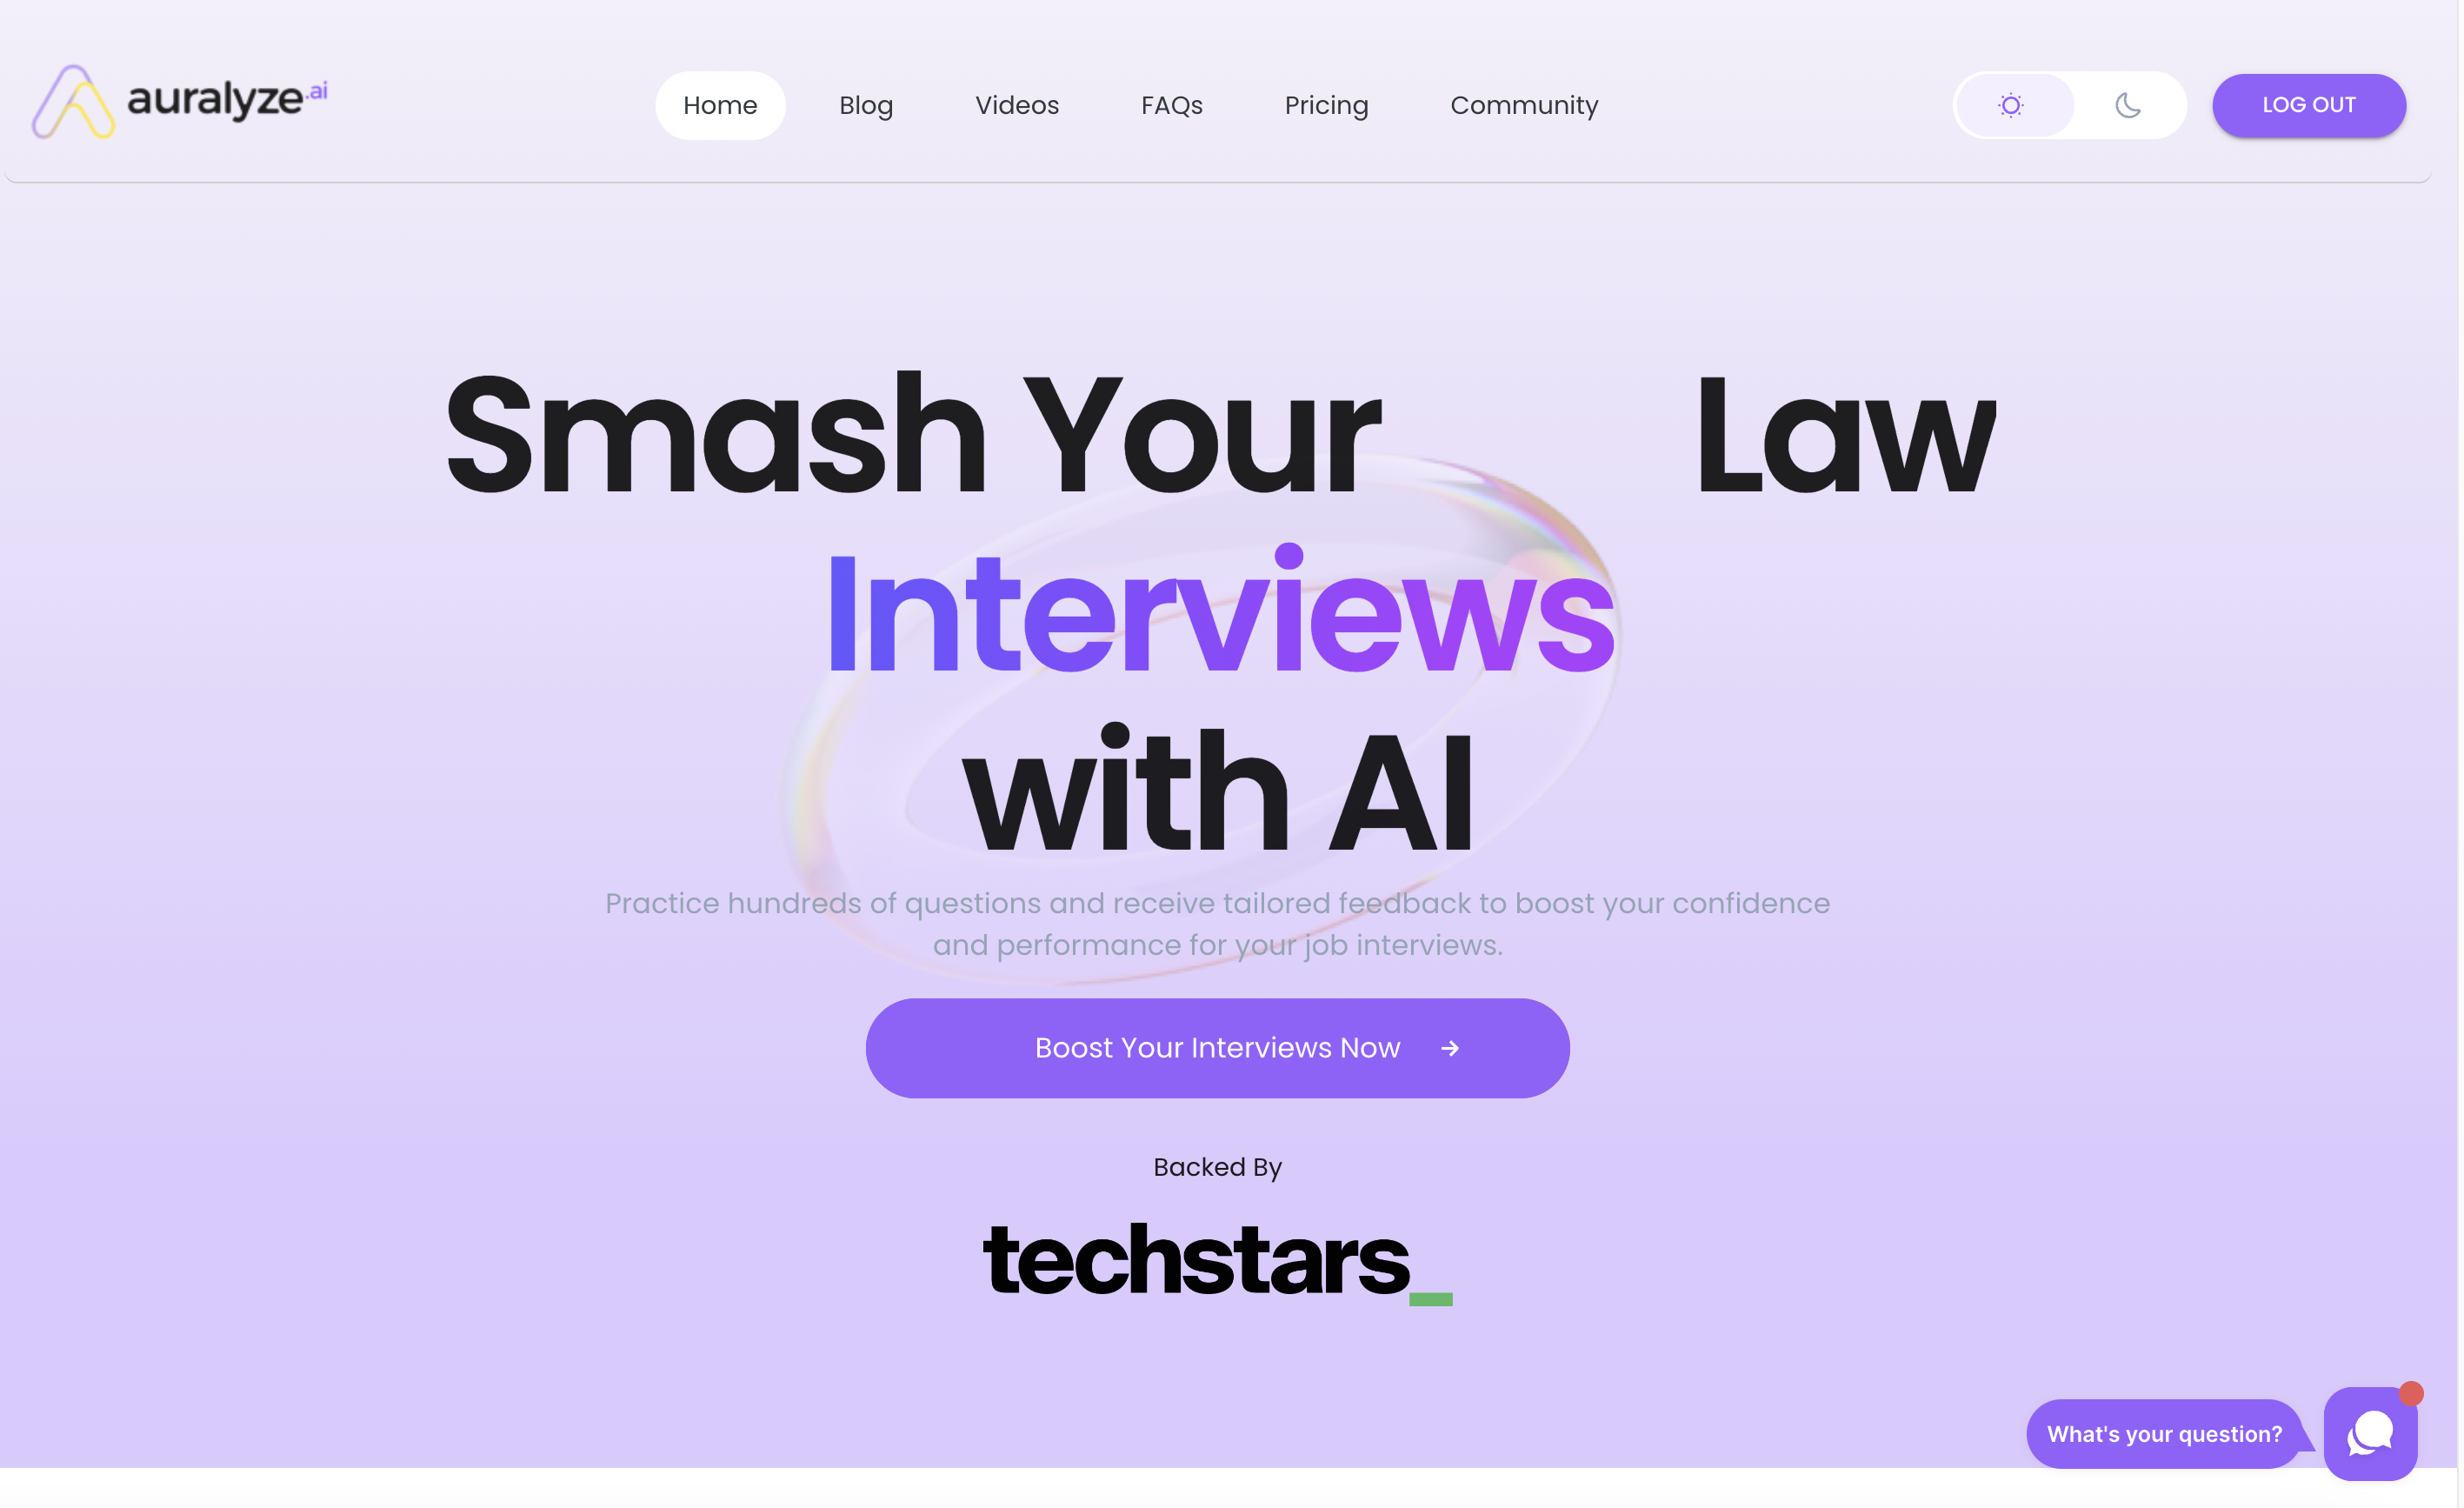 auralyze.ai
Home Blog Videos FAQs Pricing Community LOG OUT
Smash Your Law
Interviews
with AI
Practice hundreds of questions and receive tailored feedback to boost your confidence
and performance for your job interviews.
Boost Your Interviews Now →
Backed By
techstars_
What's your question?